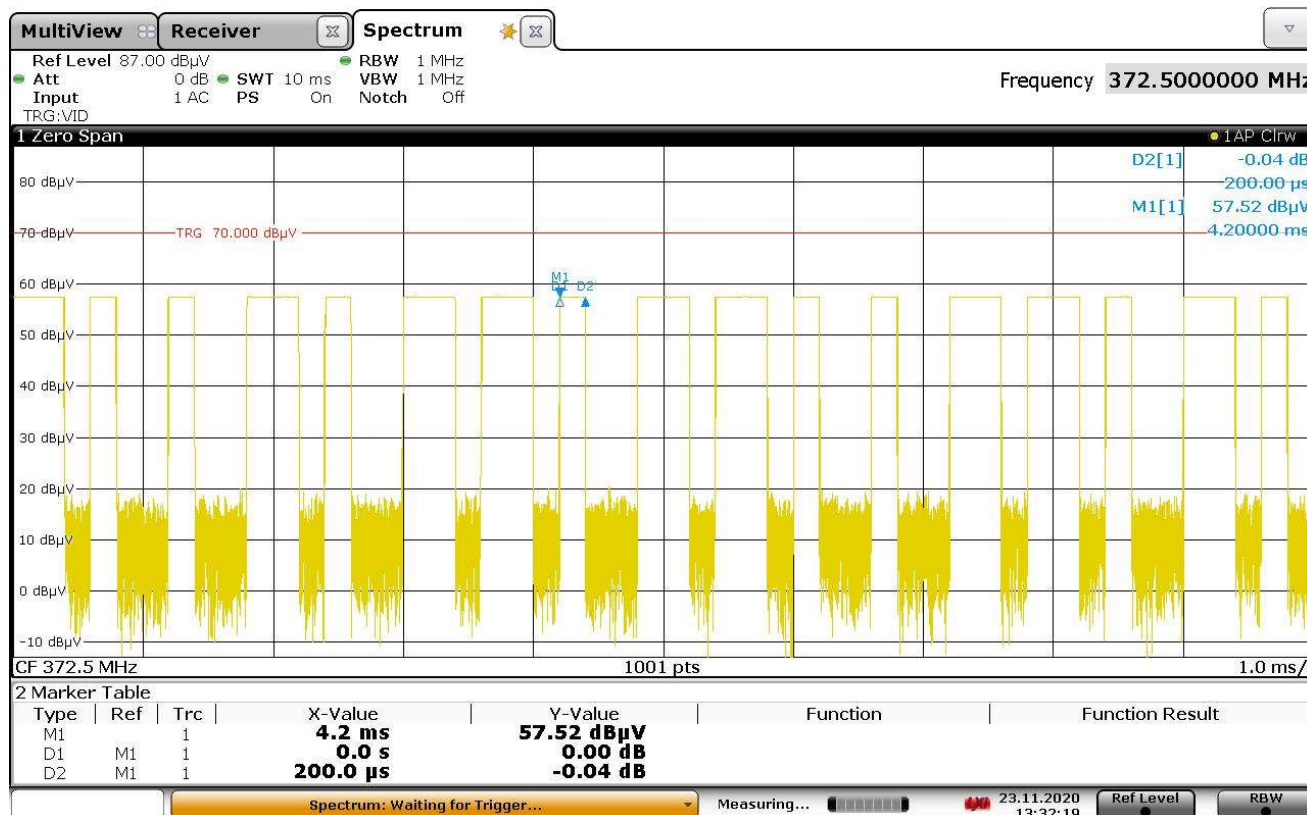 MultiView Receiver Spectrum
Ref Level 87.00 dBµV RBW 1 MHz
Att 0 dB SWT 10 ms VBW 1 MHz
Input 1 AC PS On Notch Off
TRG:VID
Frequency 372.5000000 MHz
1 Zero Span 1AP Clrw
D2[1] -0.04 dB
200.00 µs
M1[1] 57.52 dBµV
4.20000 ms
80 dBµV
70 dBµV TRG 70.000 dBµV
60 dBµV
M1
D1 D2
50 dBµV
40 dBµV
30 dBµV
20 dBµV
10 dBµV
0 dBµV
-10 dBµV
CF 372.5 MHz 1001 pts 1.0 ms/
2 Marker Table
Type Ref Trc X-Value Y-Value Function Function Result
M1 1 4.2 ms 57.52 dBµV
D1 M1 1 0.0 s 0.00 dB
D2 M1 1 200.0 µs -0.04 dB
Spectrum: Waiting for Trigger... Measuring... 23.11.2020 Ref Level RBW
13:32:19